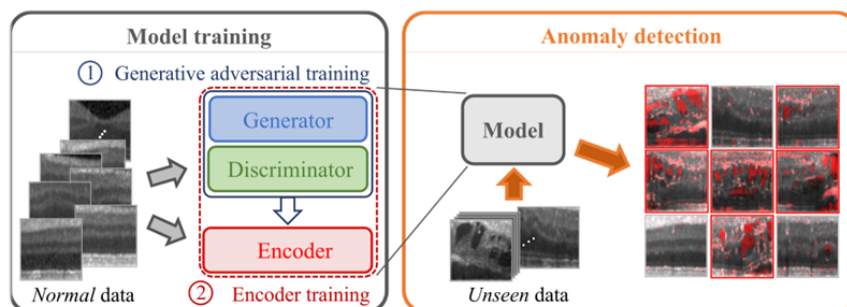 Model training
Anomaly detection
① Generative adversarial training
Generator
Discriminator
Encoder
Normal data
② Encoder training
Model
Unseen data